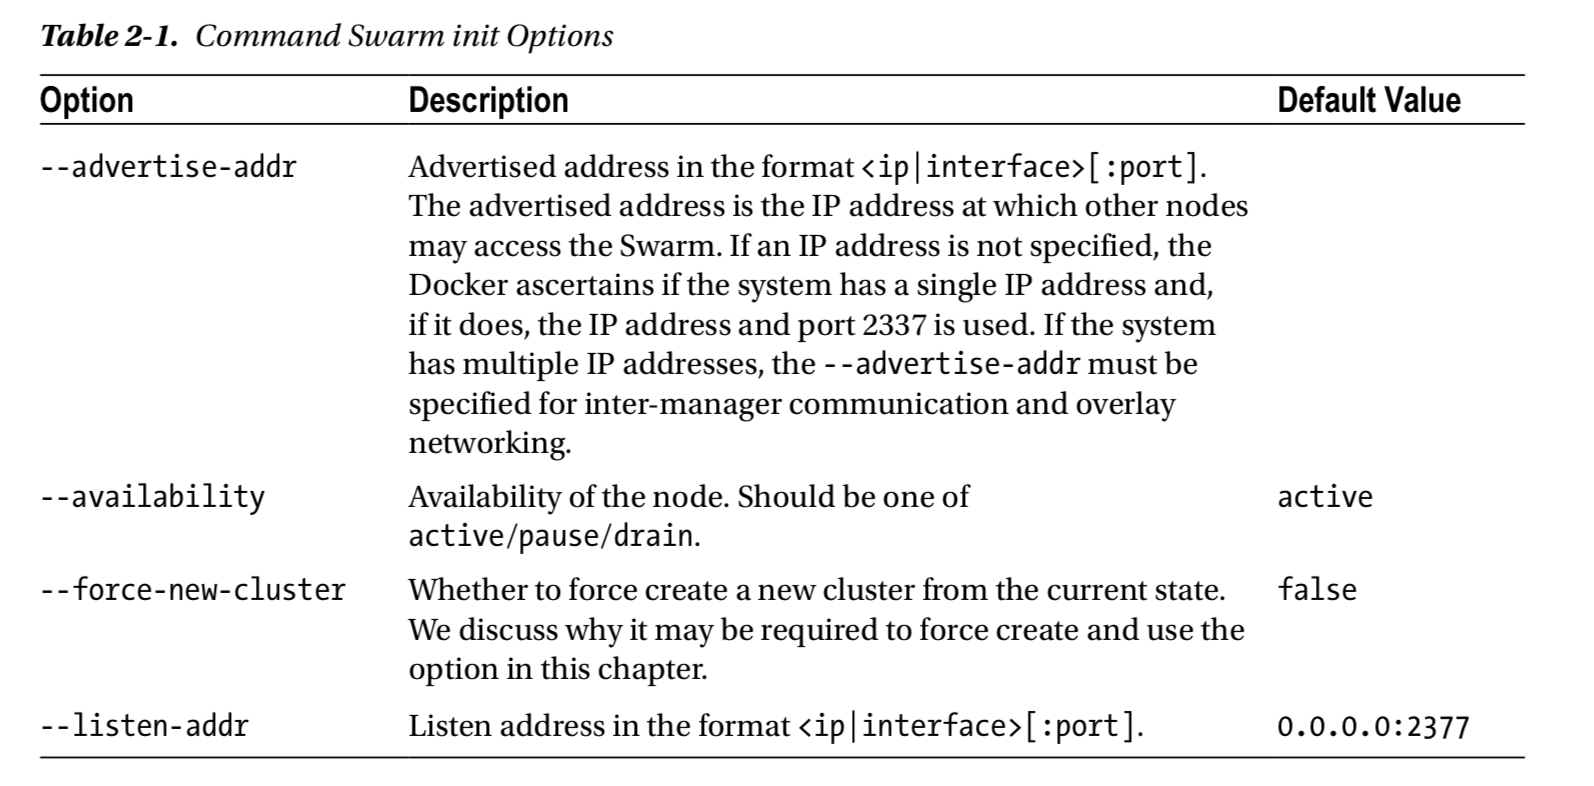 Table 2-1. Command Swarm init Options
Option Description Default Value
--advertise-addr Advertised address in the format <ip|interface>[:port].
The advertised address is the IP address at which other nodes
may access the Swarm. If an IP address is not specified, the
Docker ascertains if the system has a single IP address and,
if it does, the IP address and port 2337 is used. If the system
has multiple IP addresses, the --advertise-addr must be
specified for inter-manager communication and overlay
networking.
--availability Availability of the node. Should be one of active
active/pause/drain.
--force-new-cluster Whether to force create a new cluster from the current state. false
We discuss why it may be required to force create and use the
option in this chapter.
--listen-addr Listen address in the format <ip|interface>[:port]. 0.0.0.0:2377